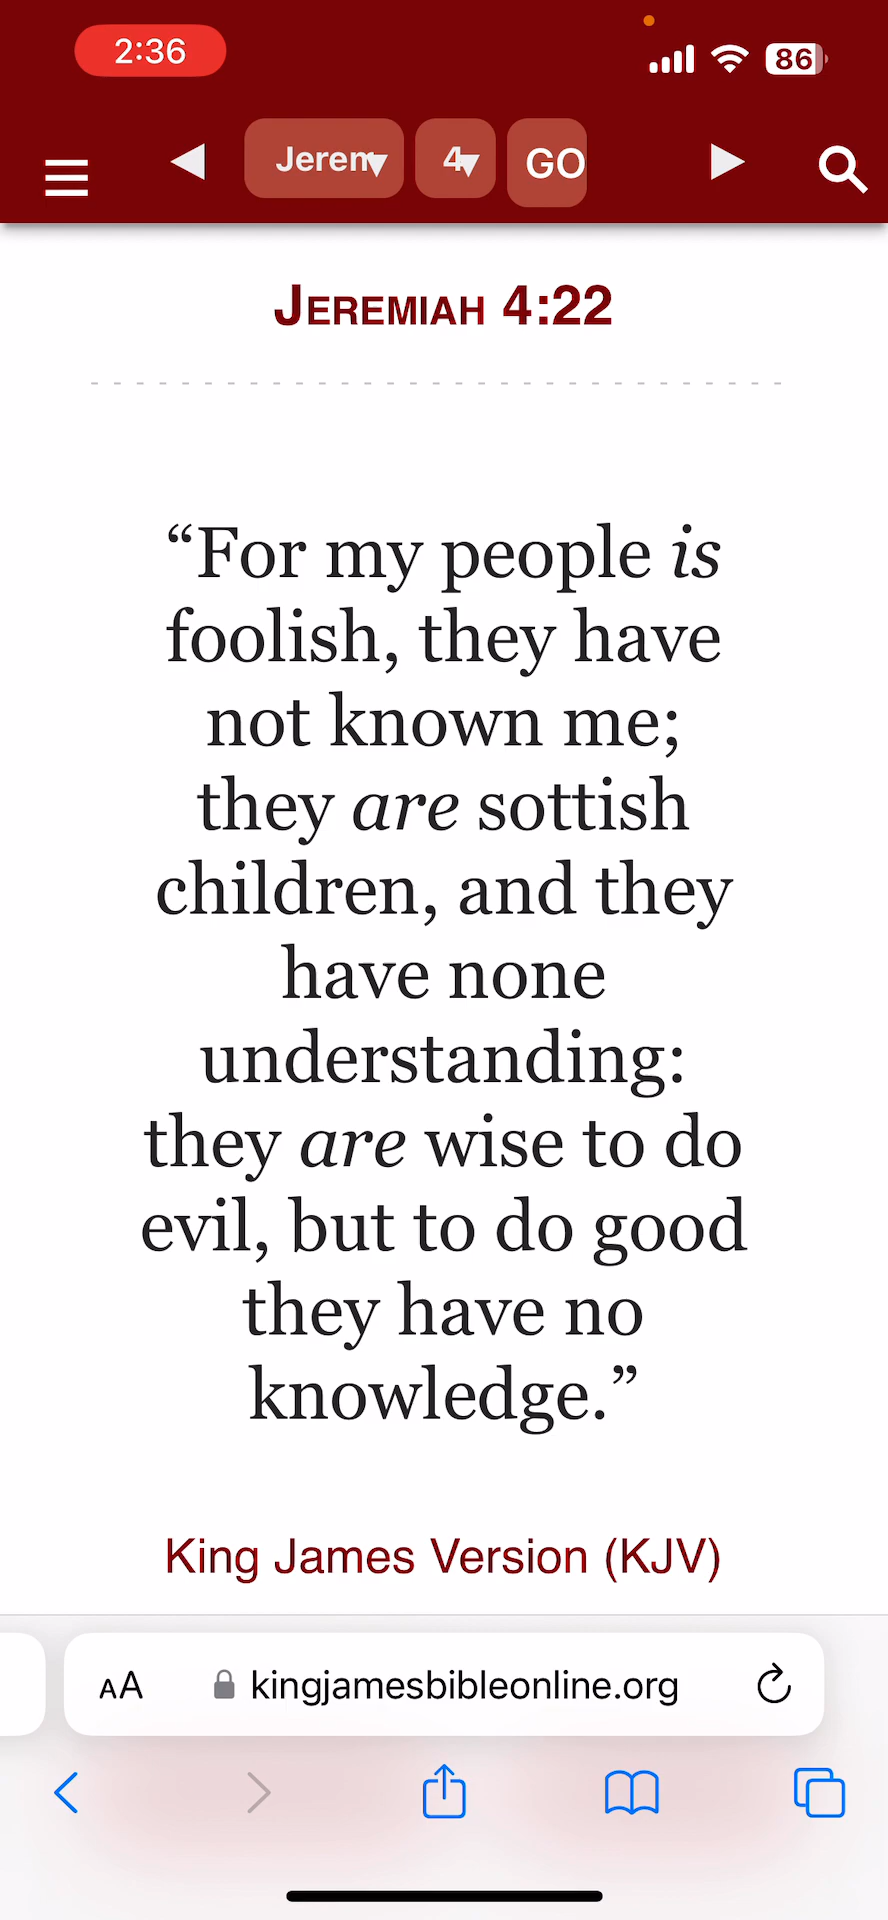 2:36
86
Jerem 4 GO
Jeremiah 4:22
“For my people is
foolish, they have
not known me;
they are sottish
children, and they
have none
understanding:
they are wise to do
evil, but to do good
they have no
knowledge.”
King James Version (KJV)
AA kingjamesbibleonline.org